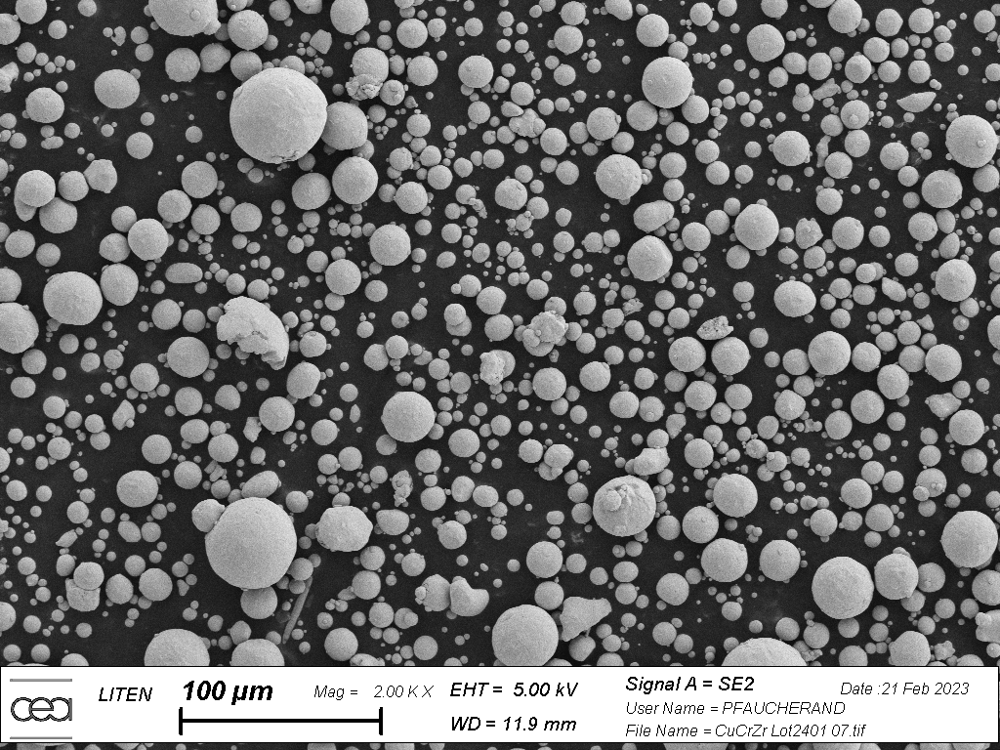 cea
LITEN
100 µm
Mag = 2.00 K X
EHT = 5.00 kV
WD = 11.9 mm
Signal A = SE2
Date :21 Feb 2023
User Name = PFAUCHERAND
File Name = CuCrZr Lot2401 07.tif